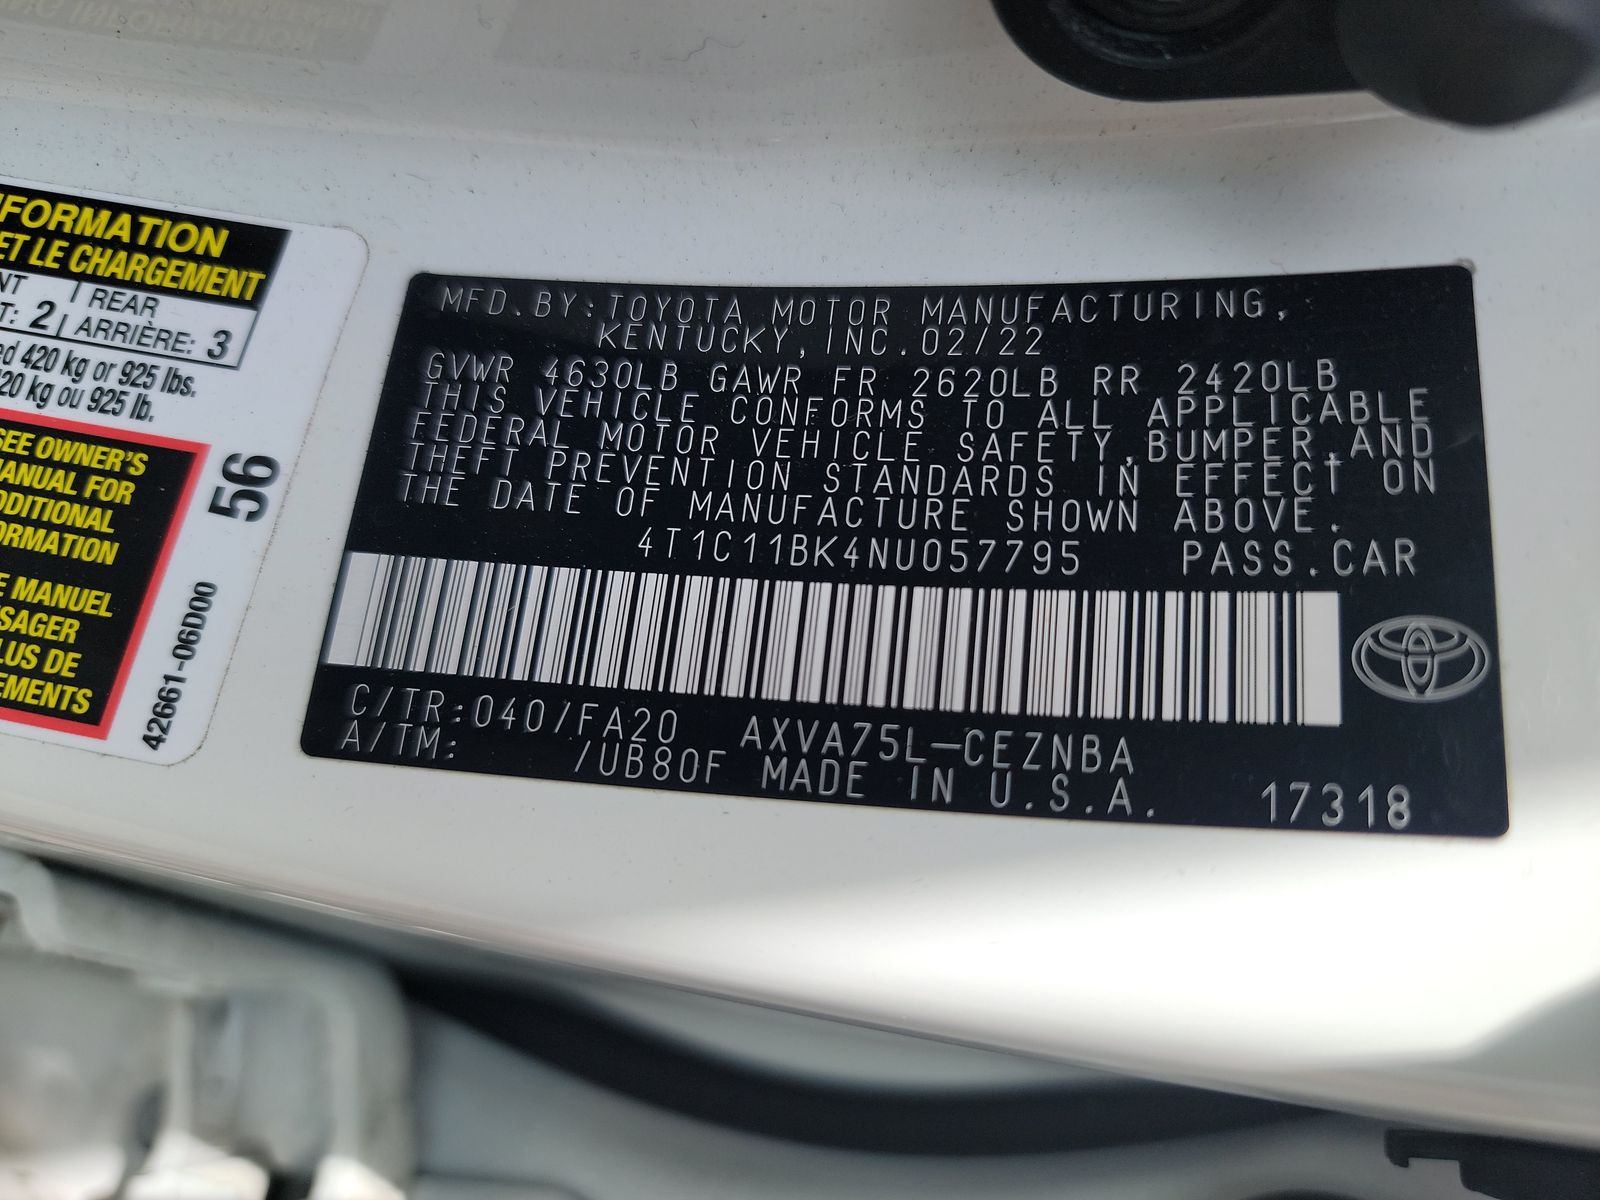 NFORMATION
ET LE CHARGEMENT
NT | REAR
T: 2 | ARRIÈRE: 3
ed 420 kg or 925 lbs.
20 kg ou 925 lb.
SEE OWNER'S
MANUAL FOR
DDITIONAL
ORMATION
E MANUEL
SAGER
LUS DE
EMENTS
56
42661-06D00
MFD.BY:TOYOTA MOTOR MANUFACTURING,
KENTUCKY,INC.02/22
GVWR 4630LB GAWR FR 2620LB RR 2420LB
THIS VEHICLE CONFORMS TO ALL APPLICABLE
FEDERAL MOTOR VEHICLE SAFETY,BUMPER,AND
THEFT PREVENTION STANDARDS IN EFFECT ON
THE DATE OF MANUFACTURE SHOWN ABOVE.
4T1C11BK4NU057795 PASS.CAR
C/TR:040/FA20 AXVA75L-CEZNBA
A/TM: /UB80F MADE IN U.S.A. 17318